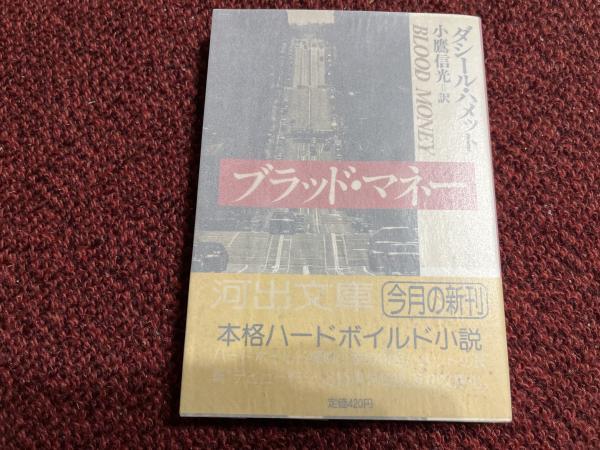 ダシール・ハメット
小鷹信光=訳
BLOOD MONEY
ブラッド・マネー
河出文庫
今月の新刊
本格ハードボイルド小説
定価420円